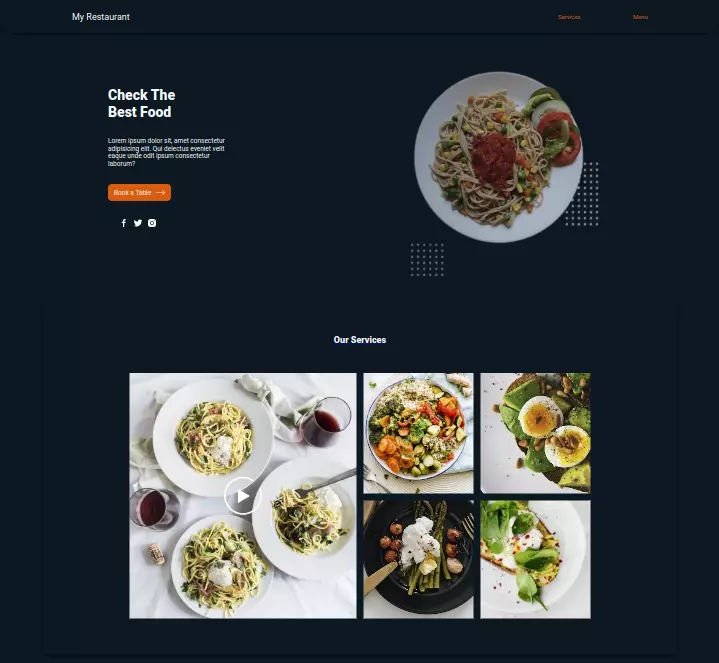 My Restaurant
Services
Menu
Check The
Best Food
Lorem ipsum dolor sit, amet consectetur
adipisicing elit. Qui delectus eveniet velit
eaque unde odit ipsum consectetur
laborum?
Book a Table
Our Services